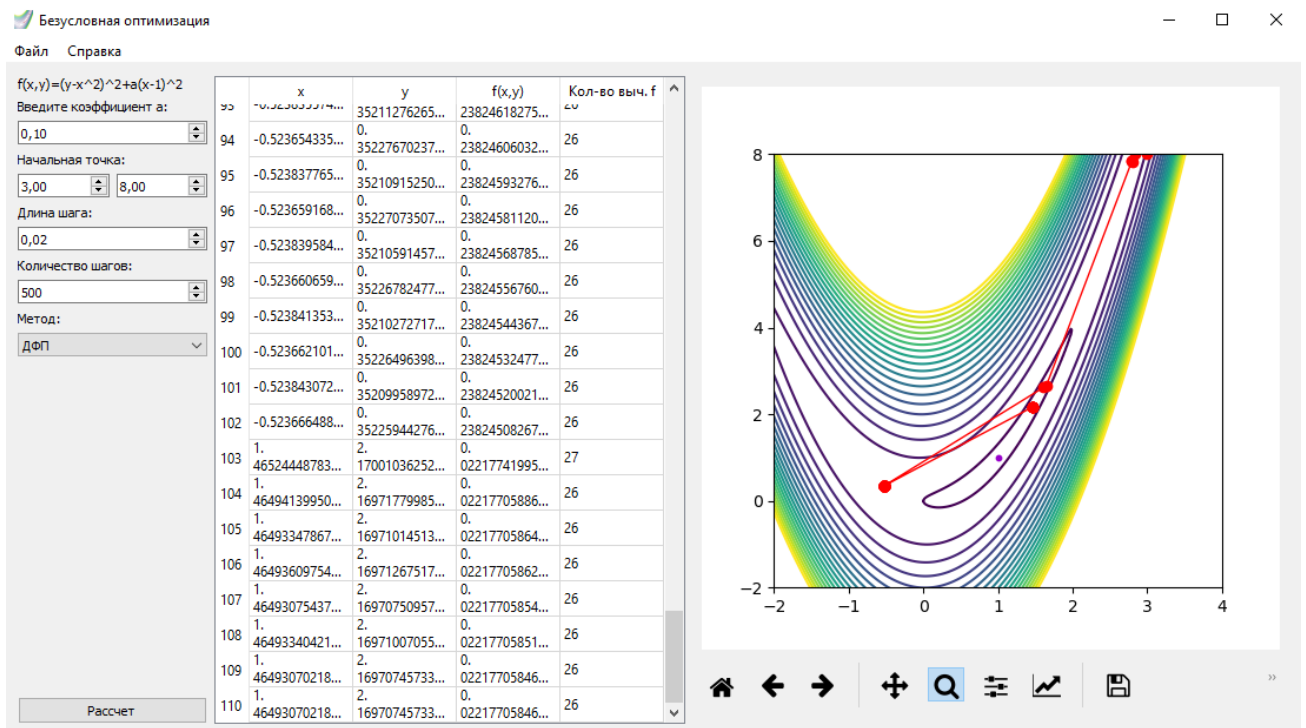 Безусловная оптимизация
Файл Справка
f(x,y)=(y-x^2)^2+a(x-1)^2
Введите коэффициент a:
0,10
Начальная точка:
3,00 8,00
Длина шага:
0,02
Количество шагов:
500
Метод:
ДФП
Рассчет
x y f(x,y) Кол-во выч. f
35211276265... 23824618275...
94 -0.523654335... 0. 35227670237... 0. 23824606032... 26
95 -0.523837765... 0. 35210915250... 0. 23824593276... 26
96 -0.523659168... 0. 35227073507... 0. 23824581120... 26
97 -0.523839584... 0. 35210591457... 0. 23824568785... 26
98 -0.523660659... 0. 35226782477... 0. 23824556760... 26
99 -0.523841353... 0. 35210272717... 0. 23824544367... 26
100 -0.523662101... 0. 35226496398... 0. 23824532477... 26
101 -0.523843072... 0. 35209958972... 0. 23824520021... 26
102 -0.523666488... 0. 35225944276... 0. 23824508267... 26
103 1. 46524448783... 2. 17001036252... 0. 02217741995... 27
104 1. 46494139950... 2. 16971779985... 0. 02217705886... 26
105 1. 46493347867... 2. 16971014513... 0. 02217705864... 26
106 1. 46493609754... 2. 16971267517... 0. 02217705862... 26
107 1. 46493075437... 2. 16970750957... 0. 02217705854... 26
108 1. 46493340421... 2. 16971007055... 0. 02217705851... 26
109 1. 46493070218... 2. 16970745733... 0. 02217705846... 26
110 1. 46493070218... 2. 16970745733... 0. 02217705846... 26
8
6
4
2
0
−2
−2 −1 0 1 2 3 4